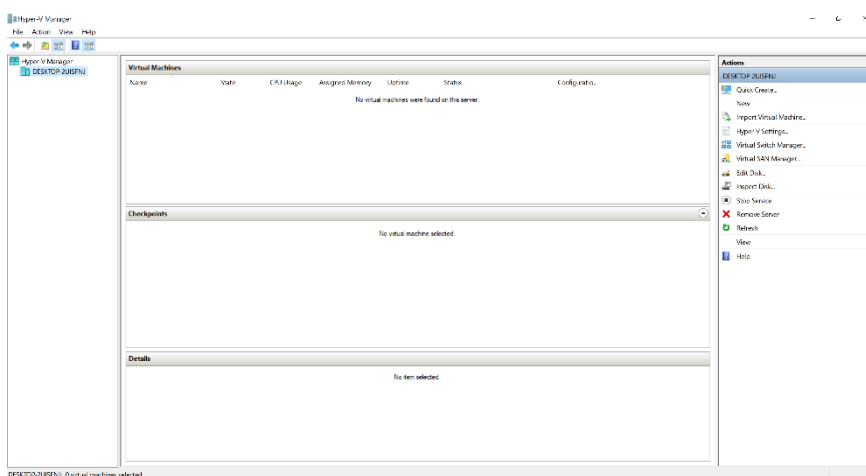 Hyper-V Manager
File Action View Help
Hyper-V Manager
DESKTOP-2UISFNJ
Virtual Machines
Name State CPU Usage Assigned Memory Uptime Status Configuratio..
No virtual machines were found on this server.
Checkpoints
No virtual machine selected.
Details
No item selected.
Actions
DESKTOP-2UISFNJ
Quick Create...
New
Import Virtual Machine...
Hyper-V Settings...
Virtual Switch Manager...
Virtual SAN Manager...
Edit Disk...
Inspect Disk...
Stop Service
Remove Server
Refresh
View
Help
DESKTOP-2UISFNJ: 0 virtual machines selected.